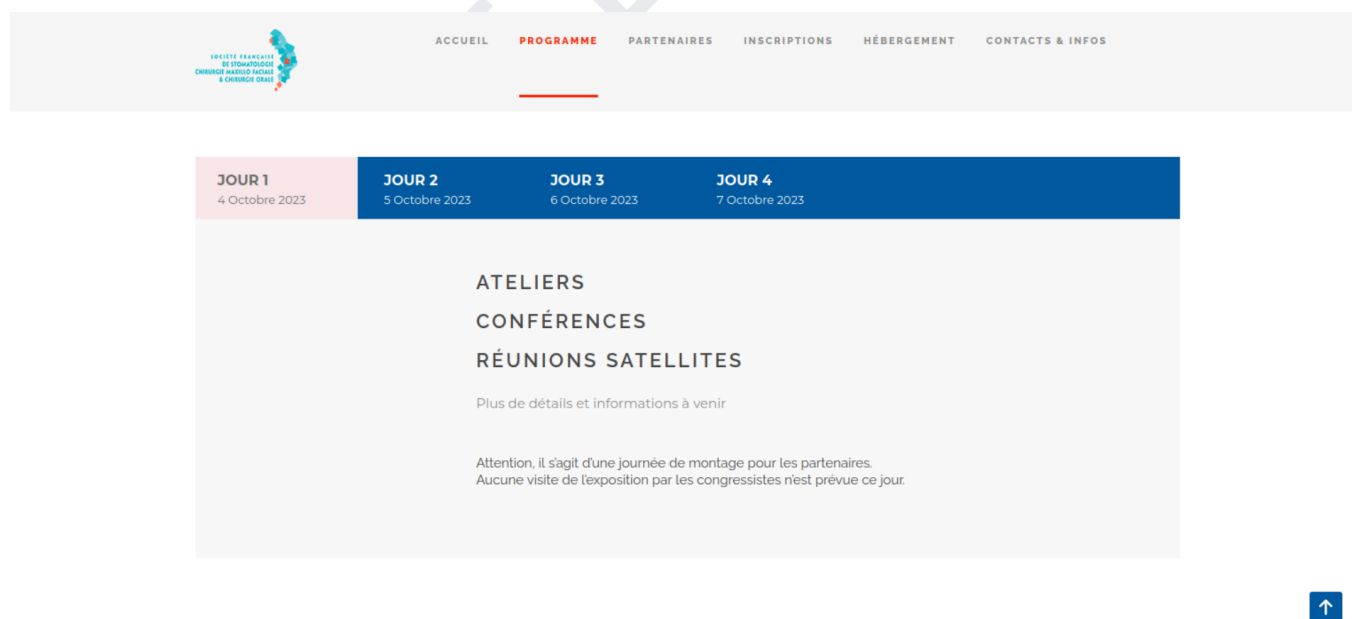 SOCIÉTÉ FRANÇAISE
DE STOMATOLOGIE
CHIRURGIE MAXILLO FACIALE
& CHIRURGIE ORALE
ACCUEIL PROGRAMME PARTENAIRES INSCRIPTIONS HÉBERGEMENT CONTACTS & INFOS
JOUR 1 JOUR 2 JOUR 3 JOUR 4
4 Octobre 2023 5 Octobre 2023 6 Octobre 2023 7 Octobre 2023
ATELIERS
CONFÉRENCES
RÉUNIONS SATELLITES
Plus de détails et informations à venir
Attention, il s'agit d'une journée de montage pour les partenaires.
Aucune visite de l'exposition par les congressistes n'est prévue ce jour.